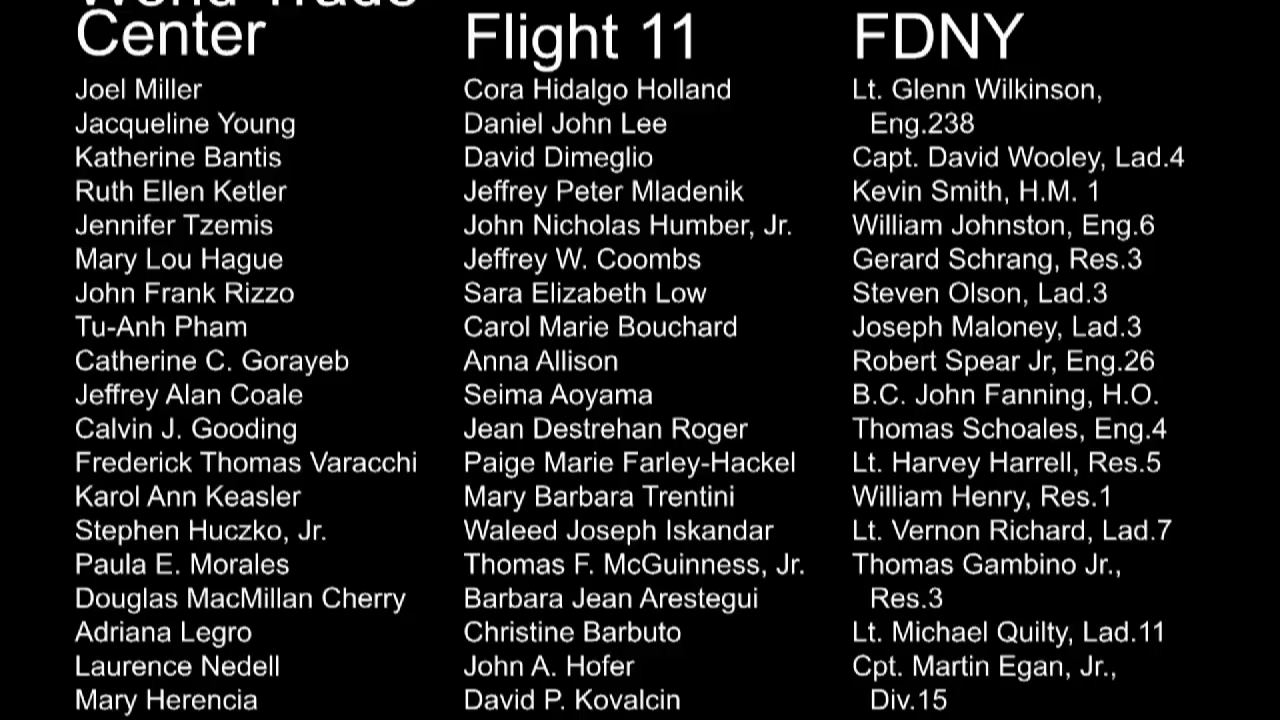 World Trade
Center
Joel Miller
Jacqueline Young
Katherine Bantis
Ruth Ellen Ketler
Jennifer Tzemis
Mary Lou Hague
John Frank Rizzo
Tu-Anh Pham
Catherine C. Gorayeb
Jeffrey Alan Coale
Calvin J. Gooding
Frederick Thomas Varacchi
Karol Ann Keasler
Stephen Huczko, Jr.
Paula E. Morales
Douglas MacMillan Cherry
Adriana Legro
Laurence Nedell
Mary Herencia
Flight 11
Cora Hidalgo Holland
Daniel John Lee
David Dimeglio
Jeffrey Peter Mladenik
John Nicholas Humber, Jr.
Jeffrey W. Coombs
Sara Elizabeth Low
Carol Marie Bouchard
Anna Allison
Seima Aoyama
Jean Destrehan Roger
Paige Marie Farley-Hackel
Mary Barbara Trentini
Waleed Joseph Iskandar
Thomas F. McGuinness, Jr.
Barbara Jean Arestegui
Christine Barbuto
John A. Hofer
David P. Kovalcin
FDNY
Lt. Glenn Wilkinson,
Eng.238
Capt. David Wooley, Lad.4
Kevin Smith, H.M. 1
William Johnston, Eng.6
Gerard Schrang, Res.3
Steven Olson, Lad.3
Joseph Maloney, Lad.3
Robert Spear Jr, Eng.26
B.C. John Fanning, H.O.
Thomas Schoales, Eng.4
Lt. Harvey Harrell, Res.5
William Henry, Res.1
Lt. Vernon Richard, Lad.7
Thomas Gambino Jr.,
Res.3
Lt. Michael Quilty, Lad.11
Cpt. Martin Egan, Jr.,
Div.15